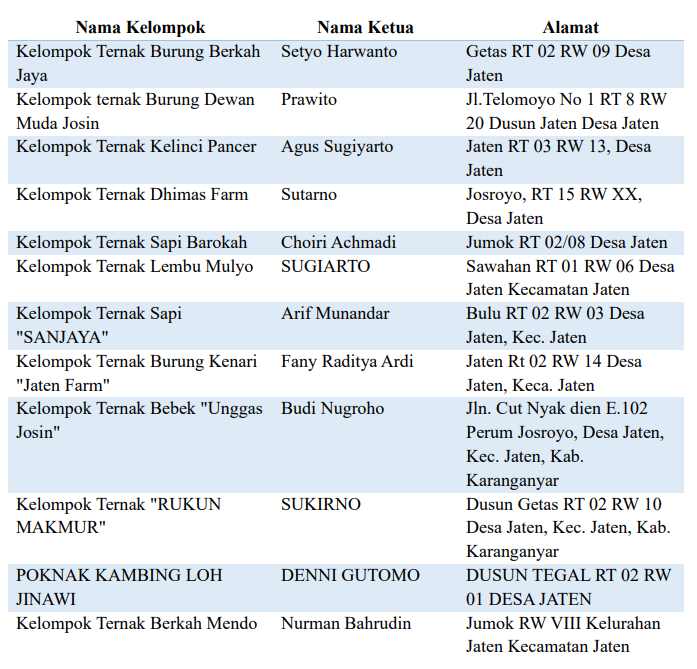 Nama Kelompok Nama Ketua Alamat
Kelompok Ternak Burung Berkah Setyo Harwanto Getas RT 02 RW 09 Desa
Jaya Jaten
Kelompok ternak Burung Dewan Prawito Jl.Telomoyo No 1 RT 8 RW
Muda Josin 20 Dusun Jaten Desa Jaten
Kelompok Ternak Kelinci Pancer Agus Sugiyarto Jaten RT 03 RW 13, Desa
Jaten
Kelompok Ternak Dhimas Farm Sutarno Josroyo, RT 15 RW XX,
Desa Jaten
Kelompok Ternak Sapi Barokah Choiri Achmadi Jumok RT 02/08 Desa Jaten
Kelompok Ternak Lembu Mulyo SUGIARTO Sawahan RT 01 RW 06 Desa
Jaten Kecamatan Jaten
Kelompok Ternak Sapi Arif Munandar Bulu RT 02 RW 03 Desa
"SANJAYA" Jaten, Kec. Jaten
Kelompok Ternak Burung Kenari Fany Raditya Ardi Jaten Rt 02 RW 14 Desa
"Jaten Farm" Jaten, Keca. Jaten
Kelompok Ternak Bebek "Unggas Budi Nugroho Jln. Cut Nyak dien E.102
Josin" Perum Josroyo, Desa Jaten,
Kec. Jaten, Kab.
Karanganyar
Kelompok Ternak "RUKUN SUKIRNO Dusun Getas RT 02 RW 10
MAKMUR" Desa Jaten, Kec. Jaten, Kab.
Karanganyar
POKNAK KAMBING LOH DENNI GUTOMO DUSUN TEGAL RT 02 RW
JINAWI 01 DESA JATEN
Kelompok Ternak Berkah Mendo Nurman Bahrudin Jumok RW VIII Kelurahan
Jaten Kecamatan Jaten